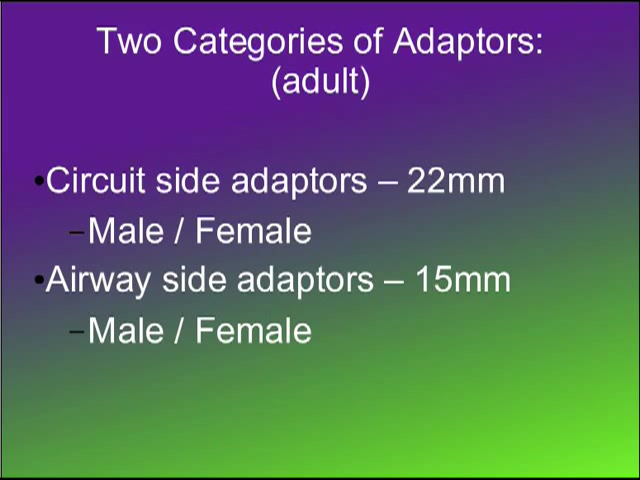 Two Categories of Adaptors:
(adult)
•Circuit side adaptors – 22mm
–Male / Female
•Airway side adaptors – 15mm
–Male / Female